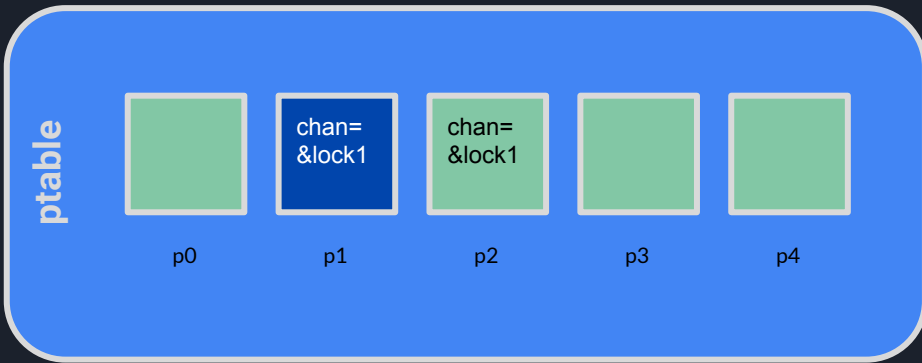 ptable
chan=
&lock1
chan=
&lock1
p0
p1
p2
p3
p4